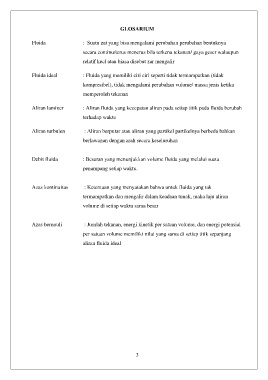 GLOSARIUM
Fluida : Suatu zat yang bisa mengalami perubahan perubahan bentuknya
secara continue/terus menerus bila terkena tekanan/ gaya geser walaupun
relatif kecil atau biasa disebut zat mengalir
Fluida ideal : Fluida yang memiliki ciri ciri seperti tidak termampatkan (tidak
kompresibel), tidak mengalami perubahan volume/ massa jenis ketika
memperoleh tekanan
Aliran laminer : Aliran fluida yang kecepatan aliran pada setiap titik pada fluida berubah
terhadap waktu
Aliran turbulen : Aliran berputar atau aliran yang partikel partikelnya berbeda bahkan
berlawanan dengan arah secara keseluruhan
Debit fluida : Besaran yang menunjukkan volume fluida yang melalui suatu
penampang setiap waktu.
Azas kontinuitas : Ketentuan yang menyatakan bahwa untuk fluida yang tak
termampatkan dan mengalir dalam keadaan tunak, maka laju aliran
volume di setiap waktu sama besar
Azas bernouli : Jumlah tekanan, energi kinetik per satuan volume, dan energi potensial
per satuan volume memiliki nilai yang sama di setiap titik sepanjang
aliran fluida ideal
3